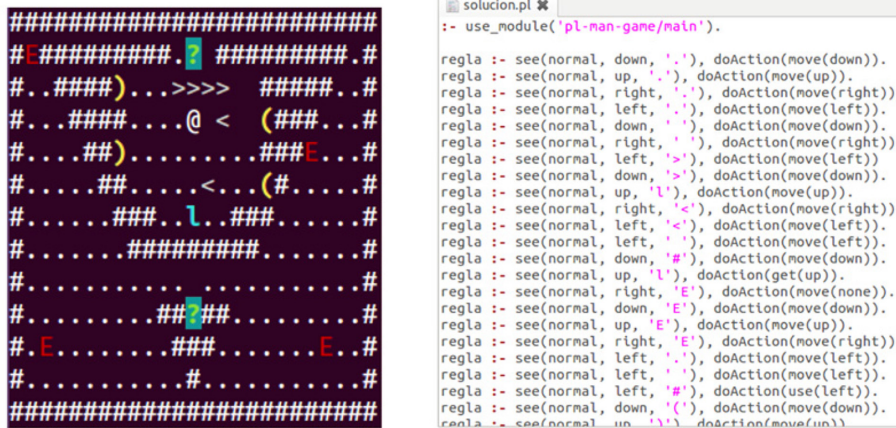 ##########################
#E#########.? #########.#
#..####)...>>>>  #####..#
#...####....@ <  (###...#
#....##).........###E...#
#.....##.....<...(#.....#
#......###..l..###......#
#.......#########.......#
#........... ...........#
#.........##?##.........#
#.E........###.......E..#
#...........#...........#
##########################
solucion.pl ✖
:- use_module('pl-man-game/main').
regla :- see(normal, down, '.'), doAction(move(down)).
regla :- see(normal, up, '.'), doAction(move(up)).
regla :- see(normal, right, '.'), doAction(move(right))
regla :- see(normal, left, '.'), doAction(move(left)).
regla :- see(normal, down, ' '), doAction(move(down)).
regla :- see(normal, right, ' '), doAction(move(right))
regla :- see(normal, left, '>'), doAction(move(left))
regla :- see(normal, down, '>'), doAction(move(down)).
regla :- see(normal, up, 'l'), doAction(move(up)).
regla :- see(normal, right, '<'), doAction(move(right))
regla :- see(normal, left, '<'), doAction(move(left)).
regla :- see(normal, left, ' '), doAction(move(left)).
regla :- see(normal, down, '#'), doAction(move(down)).
regla :- see(normal, up, 'l'), doAction(get(up)).
regla :- see(normal, right, 'E'), doAction(move(none)).
regla :- see(normal, down, 'E'), doAction(move(down)).
regla :- see(normal, up, 'E'), doAction(move(up)).
regla :- see(normal, right, 'E'), doAction(move(right))
regla :- see(normal, left, '.'), doAction(move(left)).
regla :- see(normal, left, ' '), doAction(move(left)).
regla :- see(normal, left, '#'), doAction(use(left)).
regla :- see(normal, down, '('), doAction(move(down)).
regla :- see(normal, up, ')'), doAction(move(up))